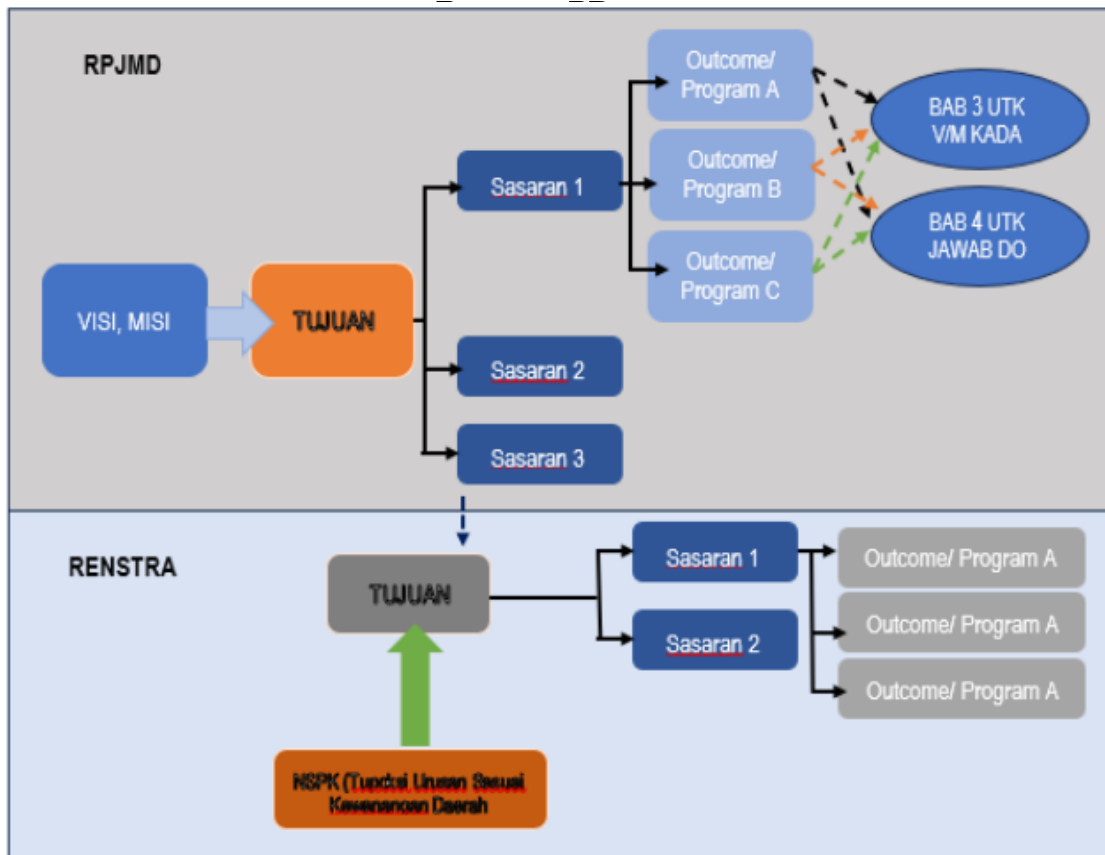 RPJMD
Outcome/
Program A
BAB 3 UTK
V/M KADA
Sasaran 1
Outcome/
Program B
BAB 4 UTK
JAWAB DO
Outcome/
Program C
VISI, MISI
TUJUAN
Sasaran 2
Sasaran 3
RENSTRA
TUJUAN
Sasaran 1
Outcome/ Program A
Sasaran 2
Outcome/ Program A
Outcome/ Program A
NSPK (Tupoksi Urusan Sesuai
Kewenangan Daerah